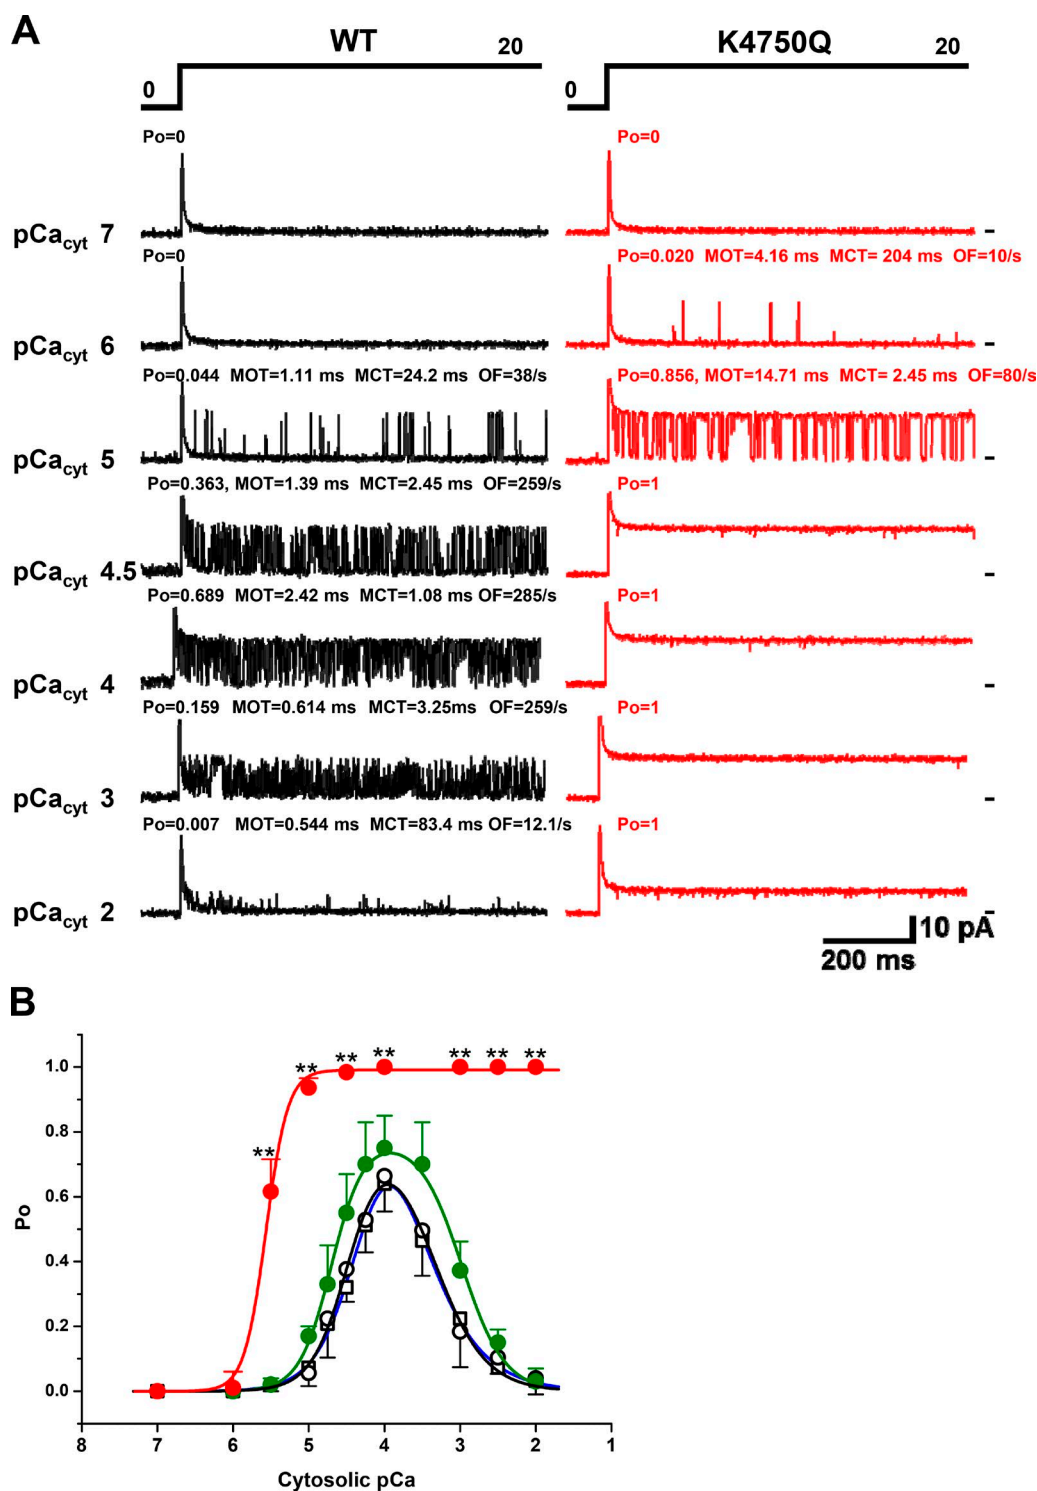 A
WT 20 K4750Q 20
0 0
Po=0 Po=0
pCacyt 7
Po=0 Po=0.020 MOT=4.16 ms MCT= 204 ms OF=10/s
pCacyt 6
Po=0.044 MOT=1.11 ms MCT=24.2 ms OF=38/s Po=0.856, MOT=14.71 ms MCT= 2.45 ms OF=80/s
pCacyt 5
Po=0.363, MOT=1.39 ms MCT=2.45 ms OF=259/s Po=1
pCacyt 4.5
Po=0.689 MOT=2.42 ms MCT=1.08 ms OF=285/s Po=1
pCacyt 4
Po=0.159 MOT=0.614 ms MCT=3.25ms OF=259/s Po=1
pCacyt 3
Po=0.007 MOT=0.544 ms MCT=83.4 ms OF=12.1/s Po=1
pCacyt 2
10 pA
200 ms
B
** ** ** ** ** **
**
1.0
0.8
0.6
0.4
0.2
0.0
Po
8 7 6 5 4 3 2 1
Cytosolic pCa